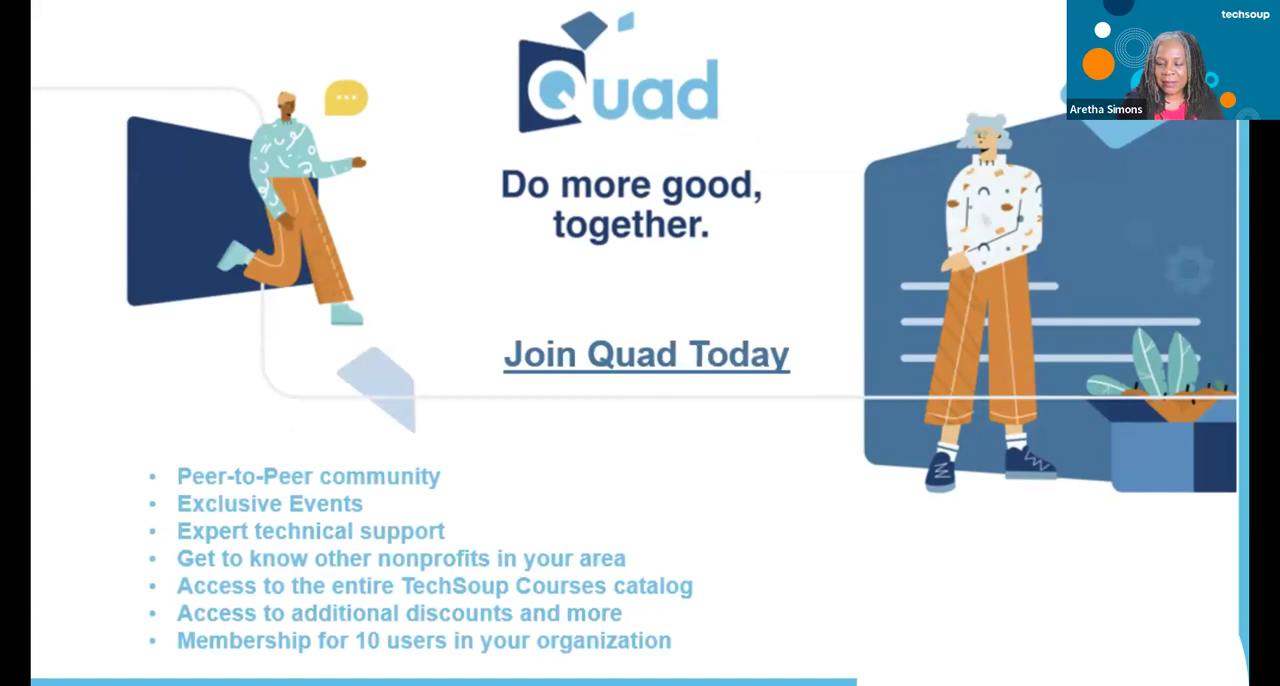 techsoup
Aretha Simons
Quad
Do more good,
together.
Join Quad Today
• Peer-to-Peer community
• Exclusive Events
• Expert technical support
• Get to know other nonprofits in your area
• Access to the entire TechSoup Courses catalog
• Access to additional discounts and more
• Membership for 10 users in your organization